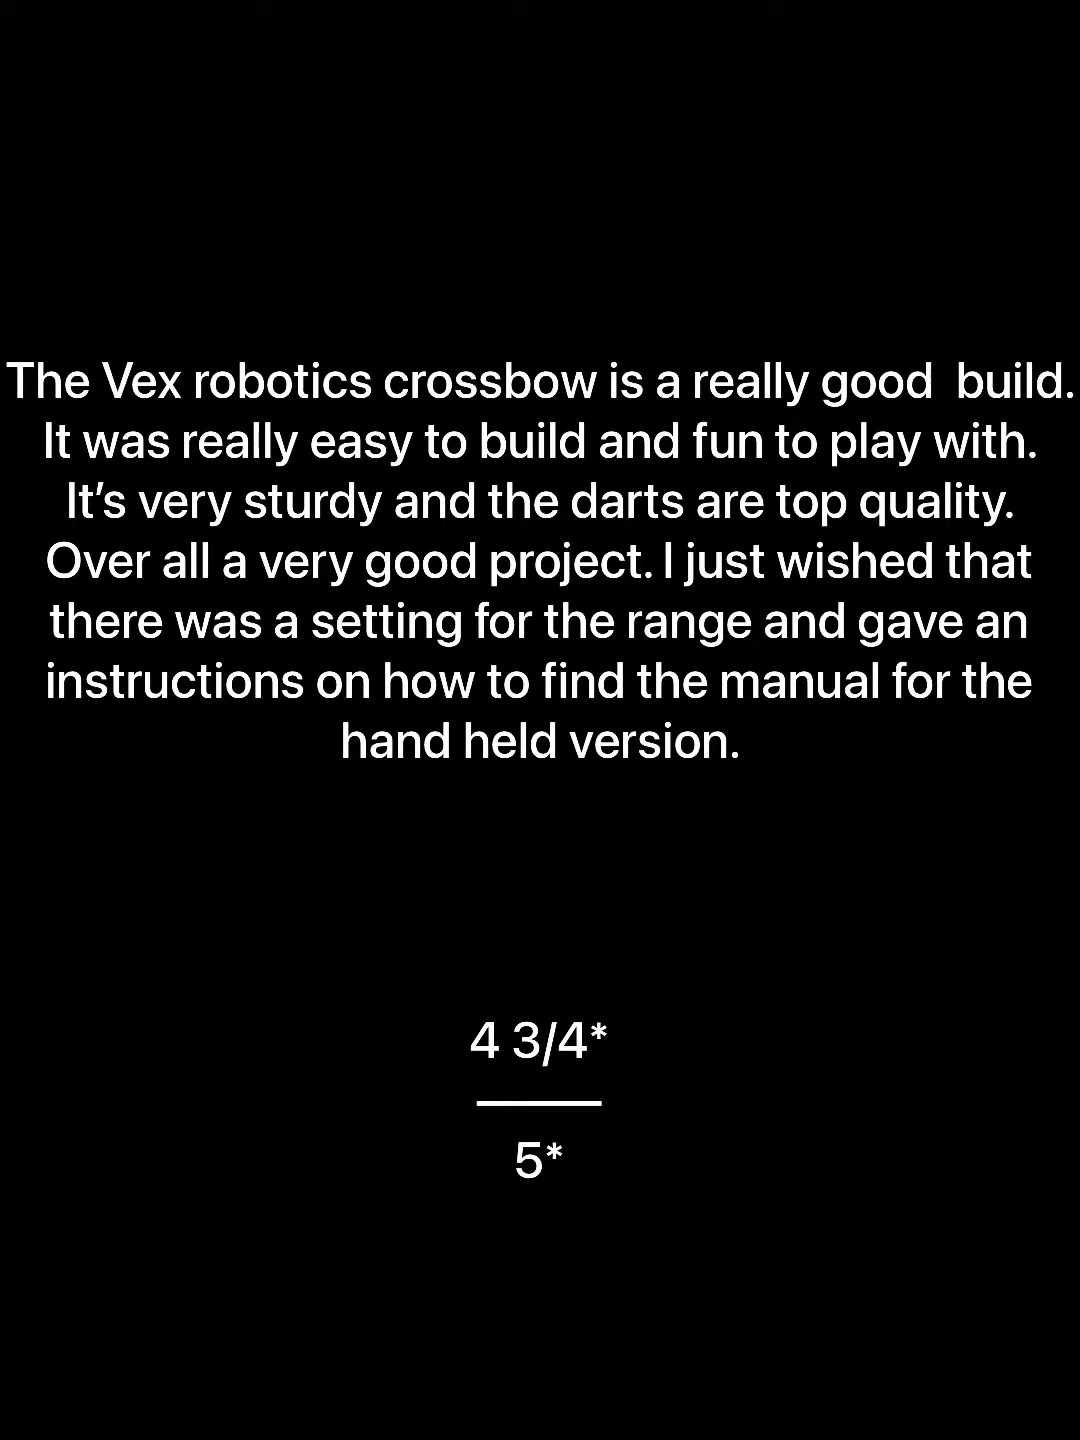 The Vex robotics crossbow is a really good  build.
It was really easy to build and fun to play with.
It’s very sturdy and the darts are top quality.
Over all a very good project. I just wished that
there was a setting for the range and gave an
instructions on how to find the manual for the
hand held version.
4 3/4*
———
5*